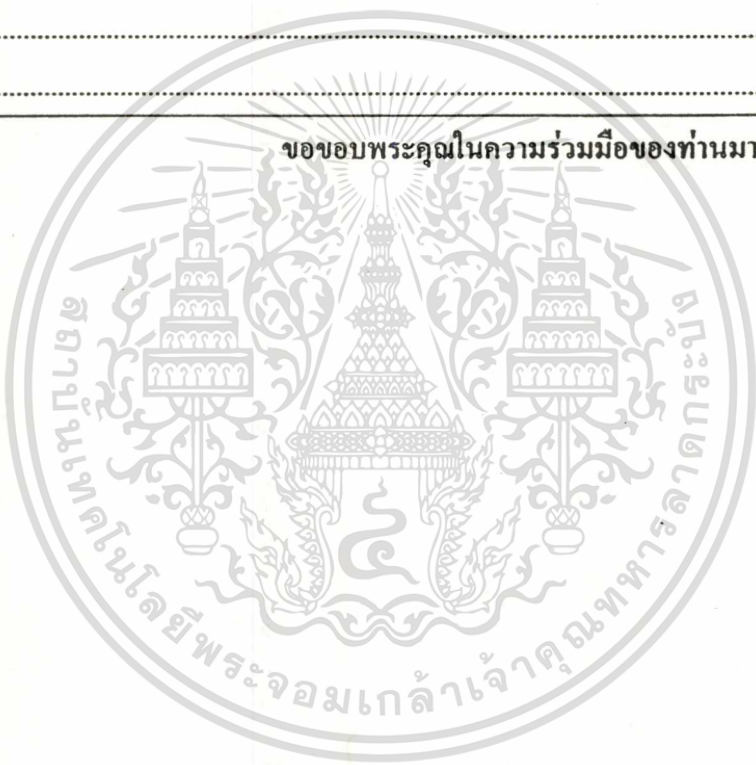 ขอขอบพระคุณในความร่วมมือของท่านมา
สถาบันเทคโนโลยีพระจอมเกล้าเจ้าคุณทหารลาดกระบัง
๔